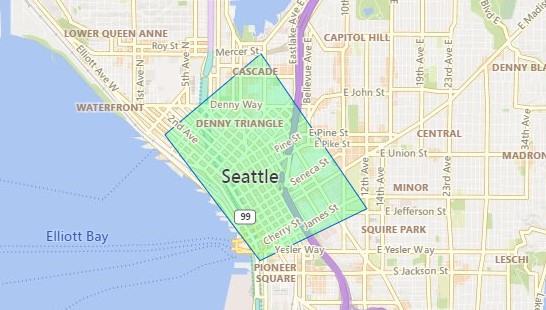 LOWER QUEEN ANNE
Roy St
Mercer St
CAPITOL HILL
Eastlake Ave E
Bellevue Ave E
19th Ave E
23rd Ave E
Blvd E
E Madison
Elliott Ave W
1st Ave N
5th Ave N
CASCADE
DENNY BLA
WATERFRONT
Denny Way
E John St
2nd Ave
DENNY TRIANGLE
E Pine St
E Pike St
Pine St
CENTRAL
34th Ave
E Union St
MADRON
Seattle
Seneca St
12th Ave
14th Ave S
23rd Ave
MINOR
99
James St
E Jefferson St
Cherry St
SQUIRE PARK
Elliott Bay
Yesler Way
E Yesler Way
LESCHI
PIONEER
SQUARE
S Jackson St